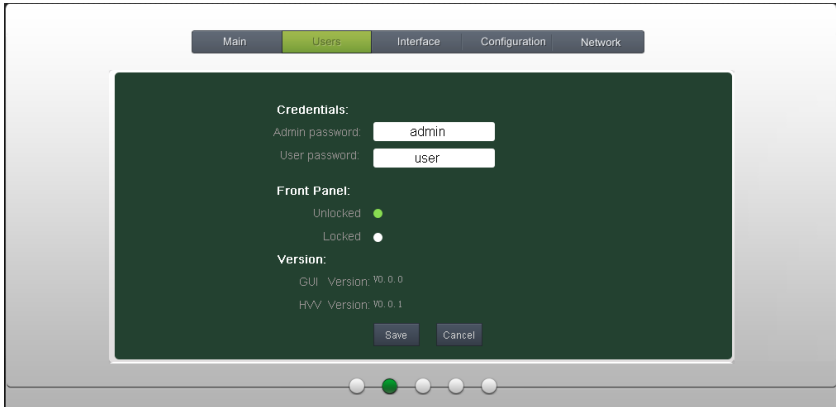 Main Users Interface Configuration Network
Credentials:
Admin password: admin
User password: user
Front Panel:
Unlocked
Locked
Version:
GUI Version: V0.0.0
HW Version: V0.0.1
Save Cancel